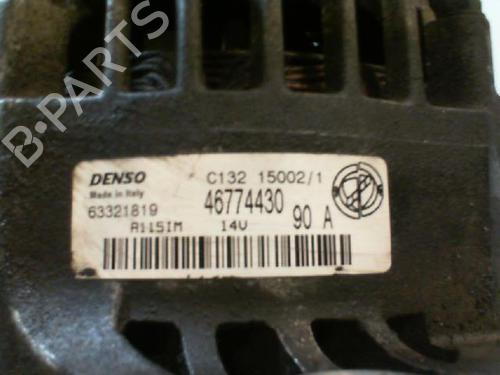 B-PARTS
DENSO
Made in Italy
63321819
A115IM
C132 15002/1
46774430
14V
90 A